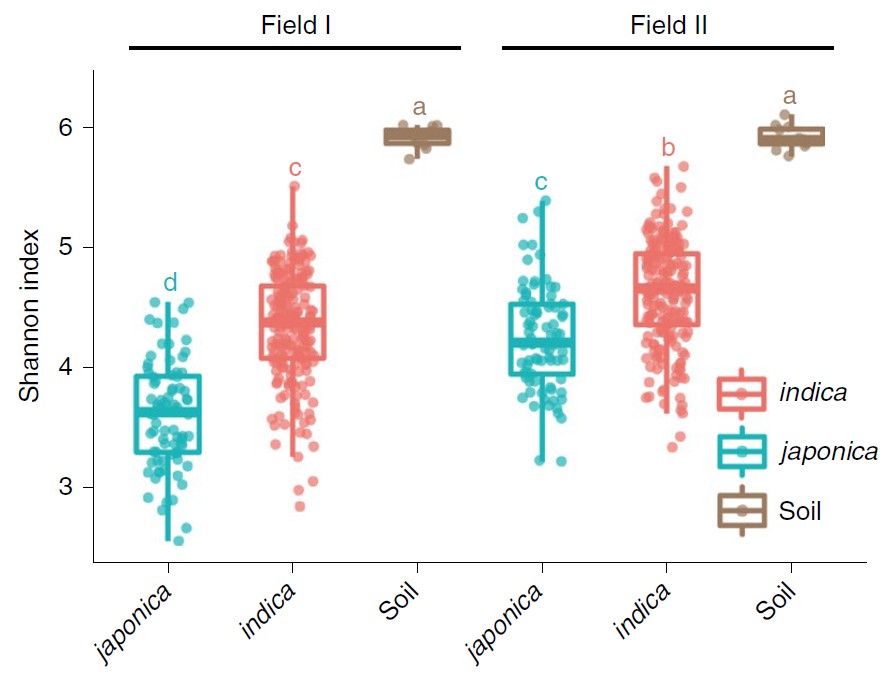 Field I
Field II
Shannon index
6
5
4
3
d
c
a
c
b
a
indica
japonica
Soil
japonica
indica
Soil
japonica
indica
Soil